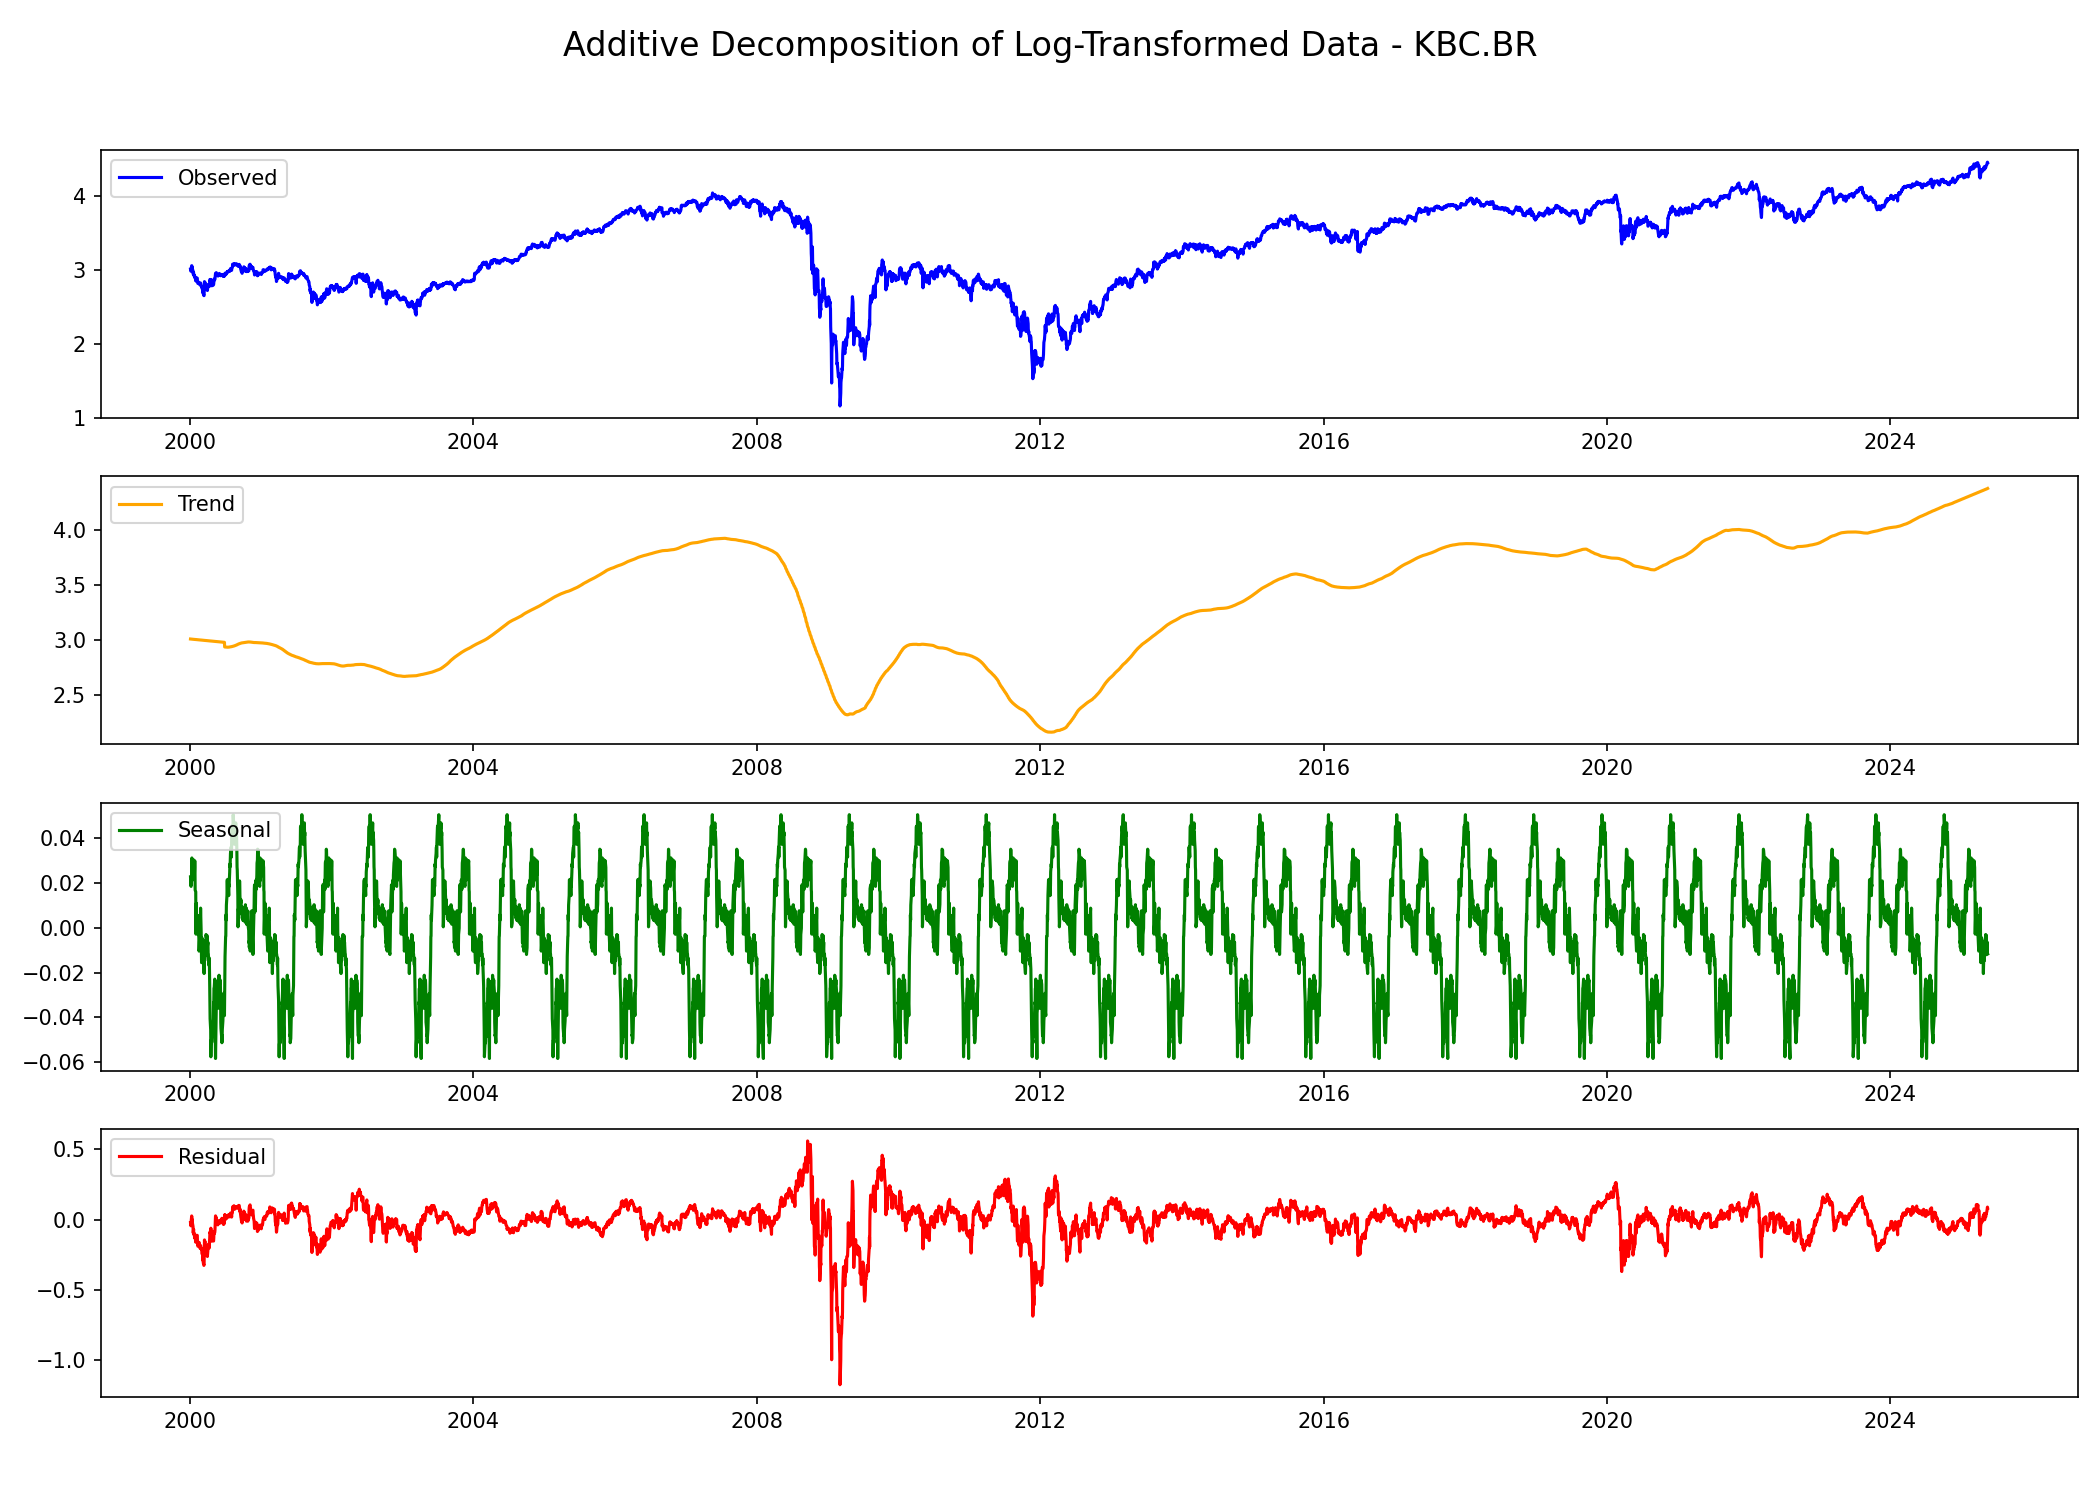 Additive Decomposition of Log-Transformed Data - KBC.BR
Observed
4
3
2
1
2000 2004 2008 2012 2016 2020 2024
Trend
4.0
3.5
3.0
2.5
2000 2004 2008 2012 2016 2020 2024
Seasonal
0.04
0.02
0.00
−0.02
−0.04
−0.06
2000 2004 2008 2012 2016 2020 2024
Residual
0.5
0.0
−0.5
−1.0
2000 2004 2008 2012 2016 2020 2024